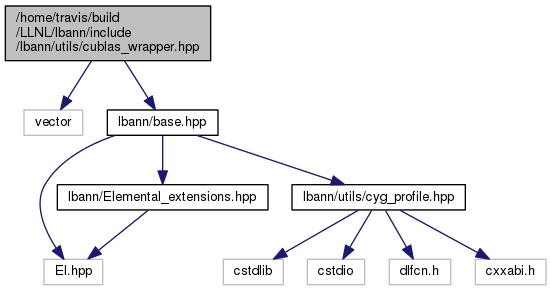 /home/travis/build
/LLNL/lbann/include
/lbann/utils/cublas_wrapper.hpp
vector
lbann/base.hpp
lbann/Elemental_extensions.hpp
lbann/utils/cyg_profile.hpp
El.hpp
cstdlib
cstdio
dlfcn.h
cxxabi.h